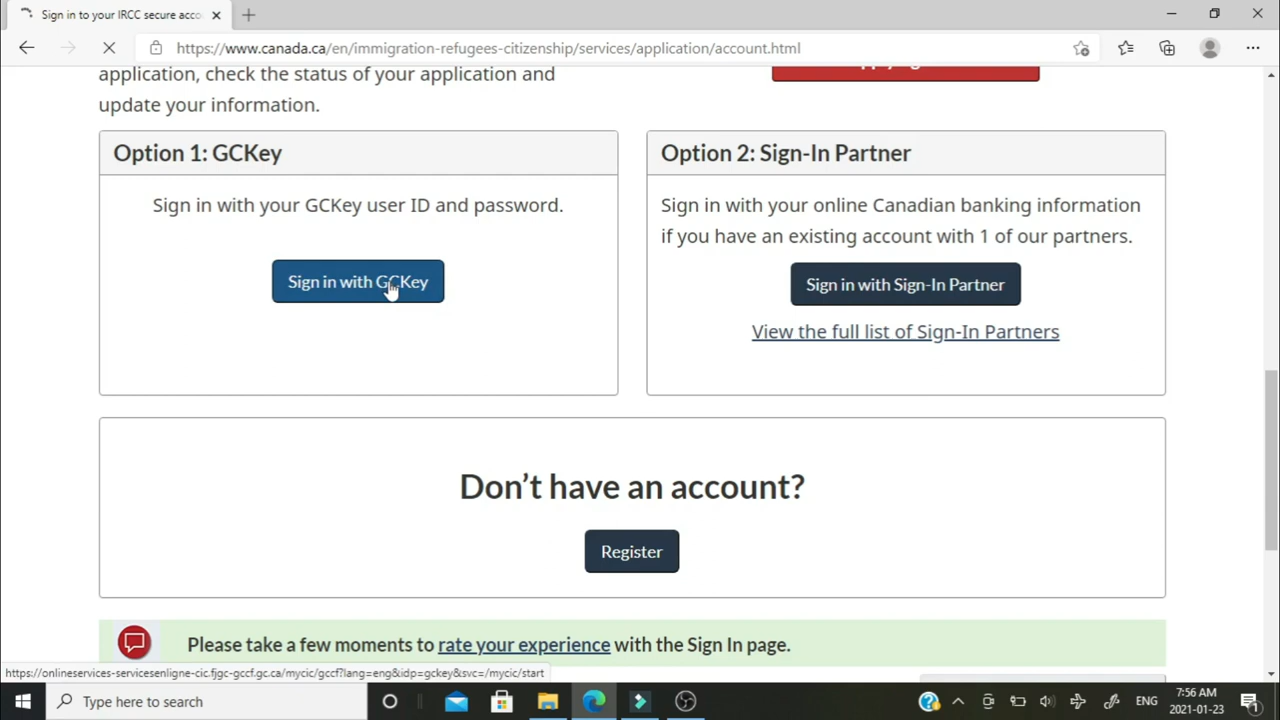 Sign in to your IRCC secure acco
https://www.canada.ca/en/immigration-refugees-citizenship/services/application/account.html
application, check the status of your application and
update your information.
Option 1: GCKey
Sign in with your GCKey user ID and password.
Sign in with GCKey
Option 2: Sign-In Partner
Sign in with your online Canadian banking information
if you have an existing account with 1 of our partners.
Sign in with Sign-In Partner
View the full list of Sign-In Partners
Don't have an account?
Register
Please take a few moments to rate your experience with the Sign In page.
https://onlineservices-servicesenligne-cic.fjgc-gccf.gc.ca/mycic/gccf?lang=eng&idp=gckey&svc=/mycic/start
Type here to search
ENG
7:56 AM
2021-01-23
1